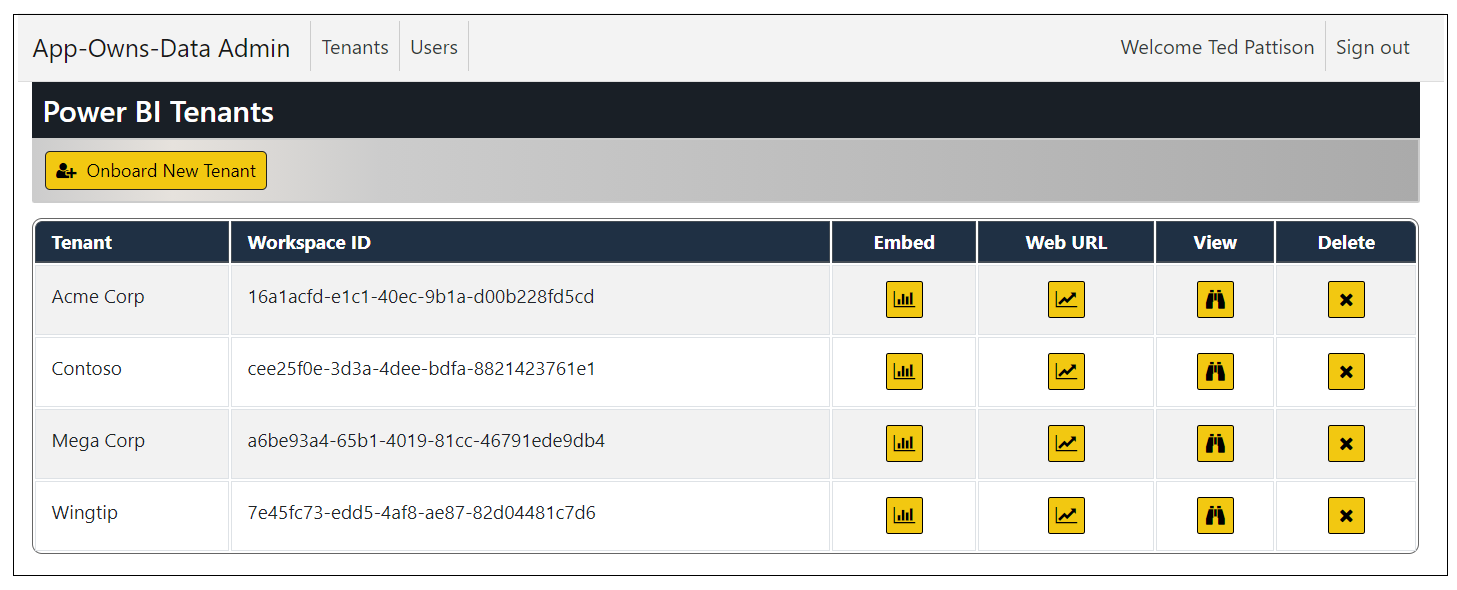 App-Owns-Data Admin Tenants Users Welcome Ted Pattison Sign out
Power BI Tenants
Onboard New Tenant
Tenant Workspace ID Embed Web URL View Delete
Acme Corp 16a1acfd-e1c1-40ec-9b1a-d00b228fd5cd
Contoso cee25f0e-3d3a-4dee-bdfa-8821423761e1
Mega Corp a6be93a4-65b1-4019-81cc-46791ede9db4
Wingtip 7e45fc73-edd5-4af8-ae87-82d04481c7d6